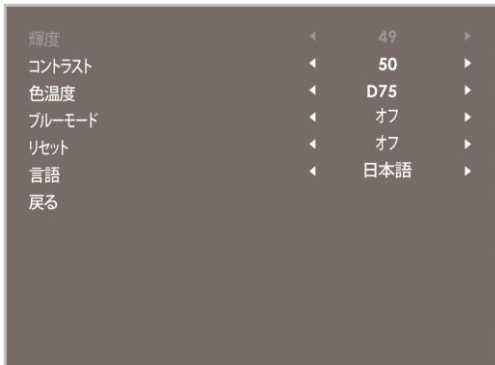 輝度 ◀ 49 ▶
コントラスト ◀ 50 ▶
色温度 ◀ D75 ▶
ブルーモード ◀ オフ ▶
リセット ◀ オフ ▶
言語 ◀ 日本語 ▶
戻る